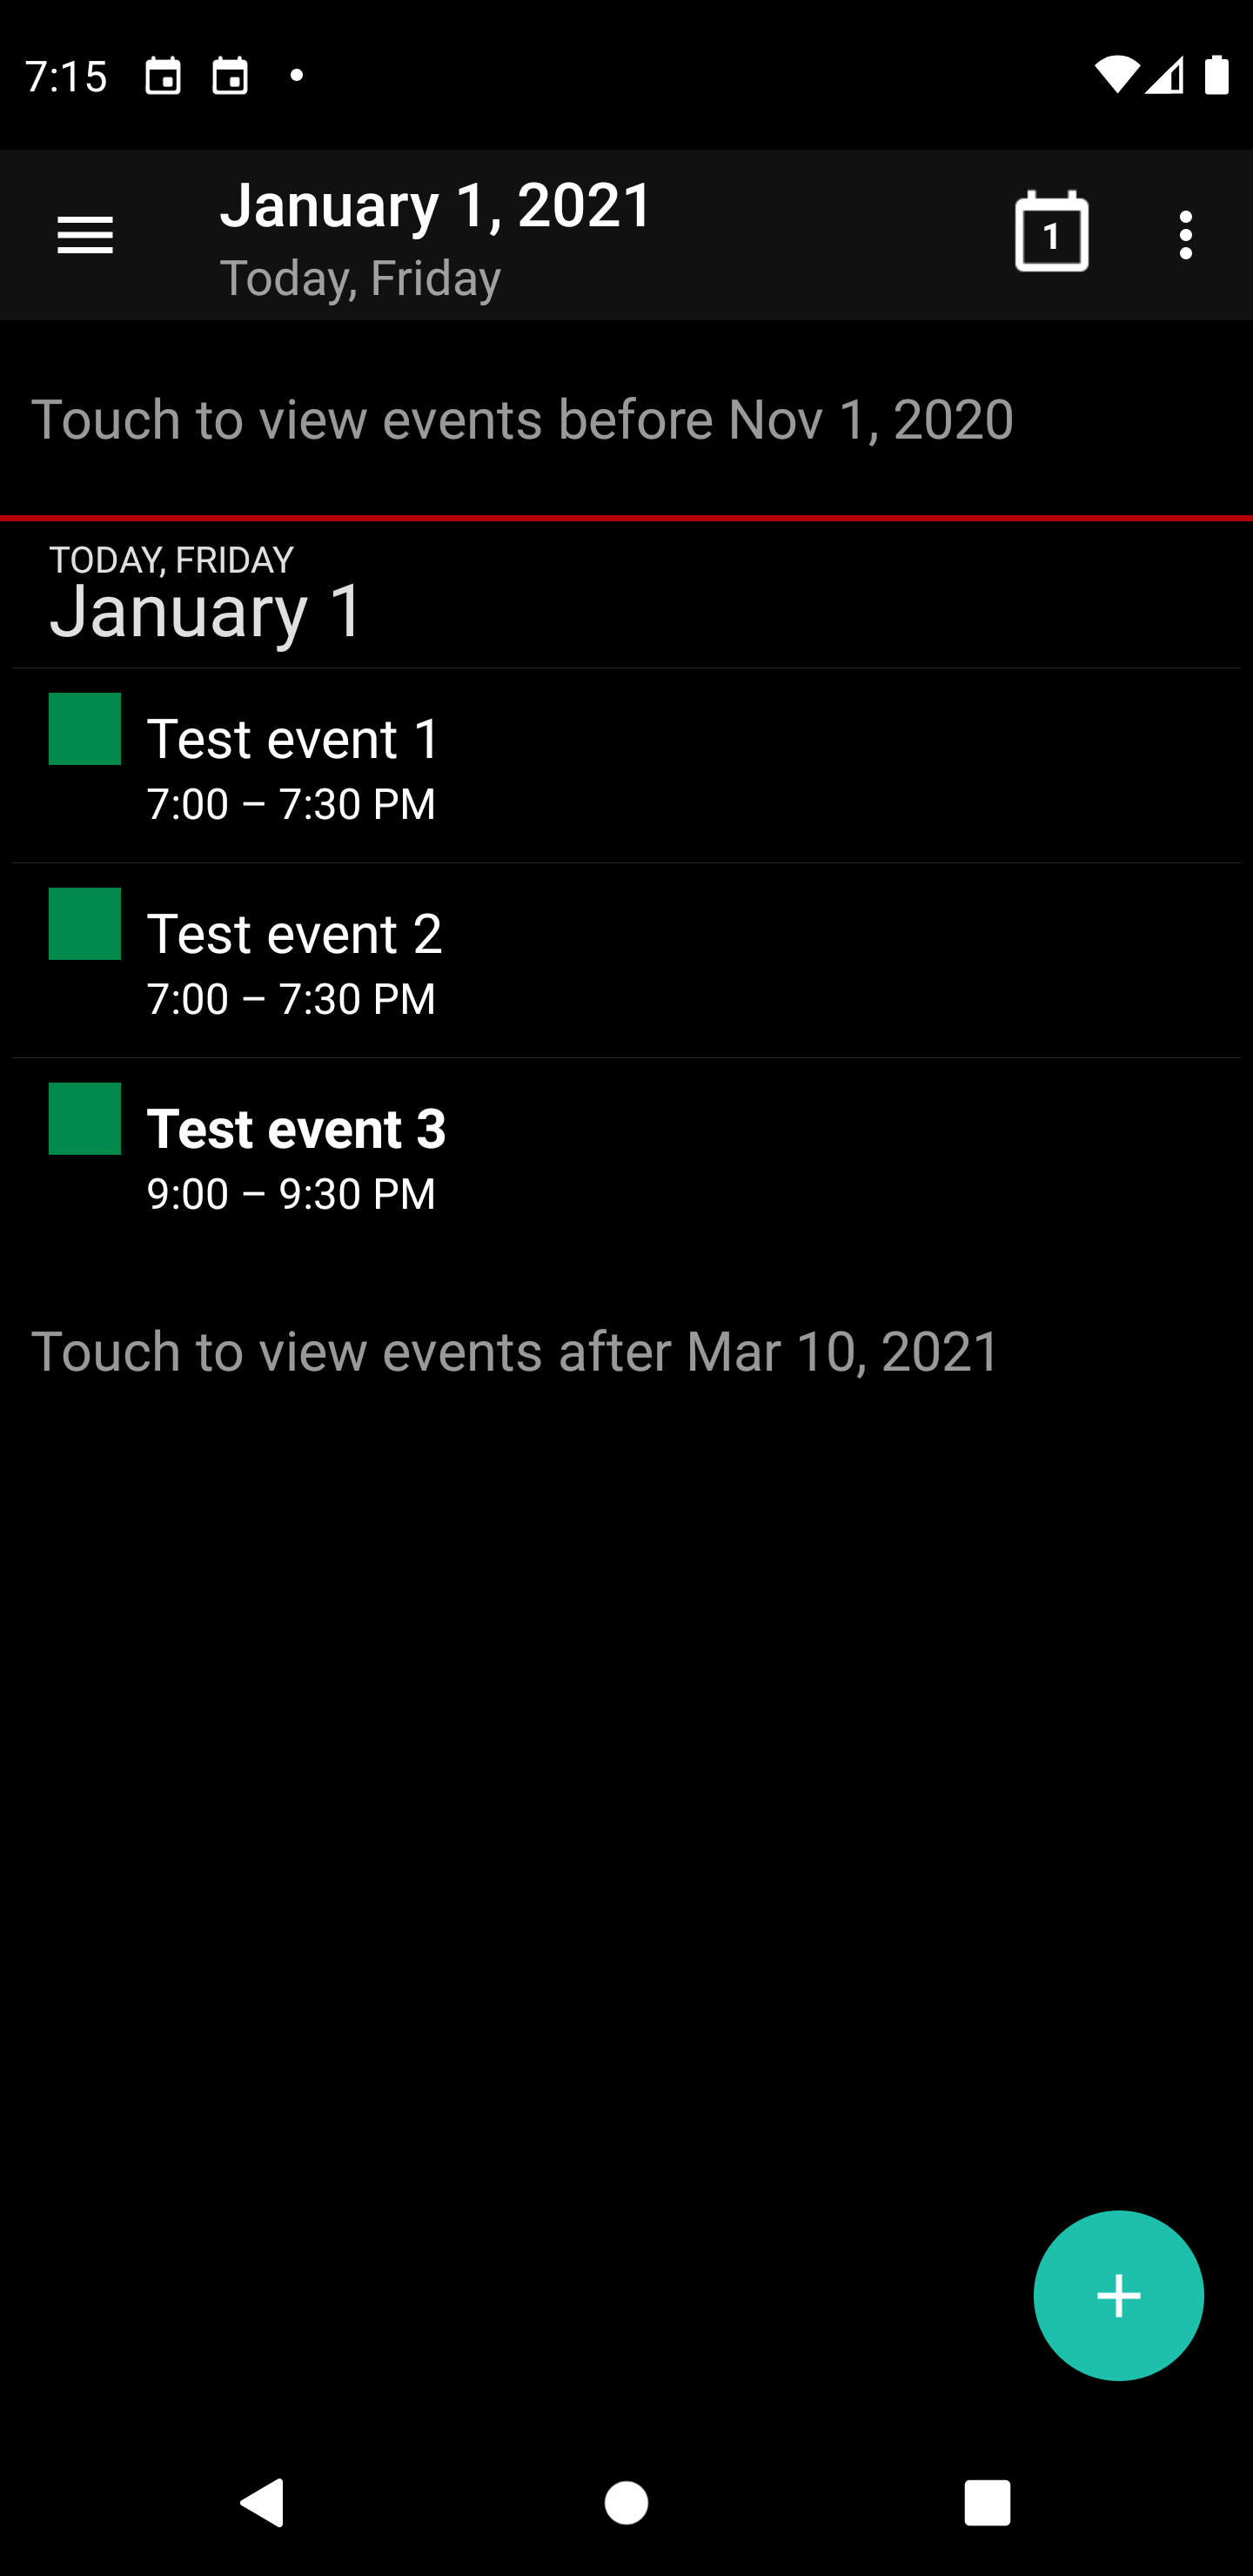 7:15
January 1, 2021
1
Today, Friday
Touch to view events before Nov 1, 2020
TODAY, FRIDAY
January 1
Test event 1
7:00 – 7:30 PM
Test event 2
7:00 – 7:30 PM
Test event 3
9:00 – 9:30 PM
Touch to view events after Mar 10, 2021